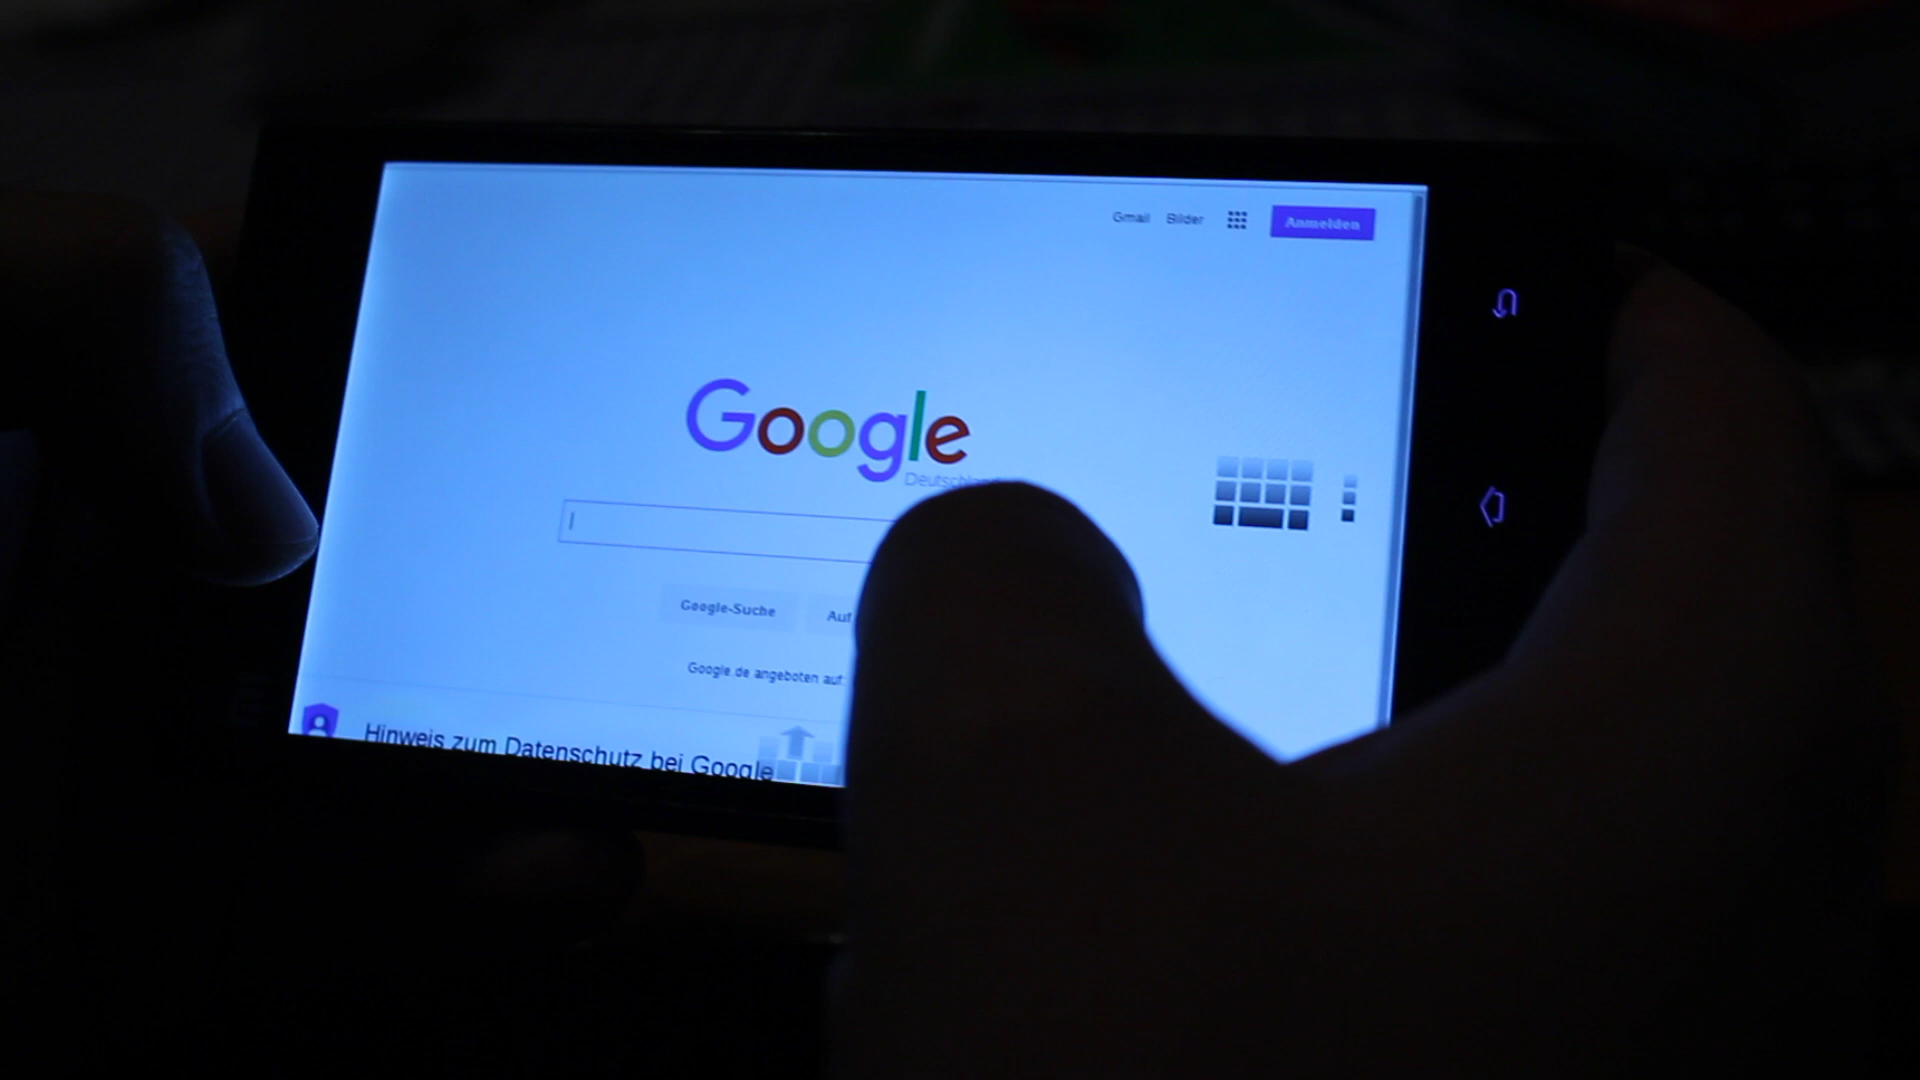 Gmail Bilder Anmelden
Google
Google-Suche Auf
Google.de angeboten auf:
Hinweis zum Datenschutz bei Google